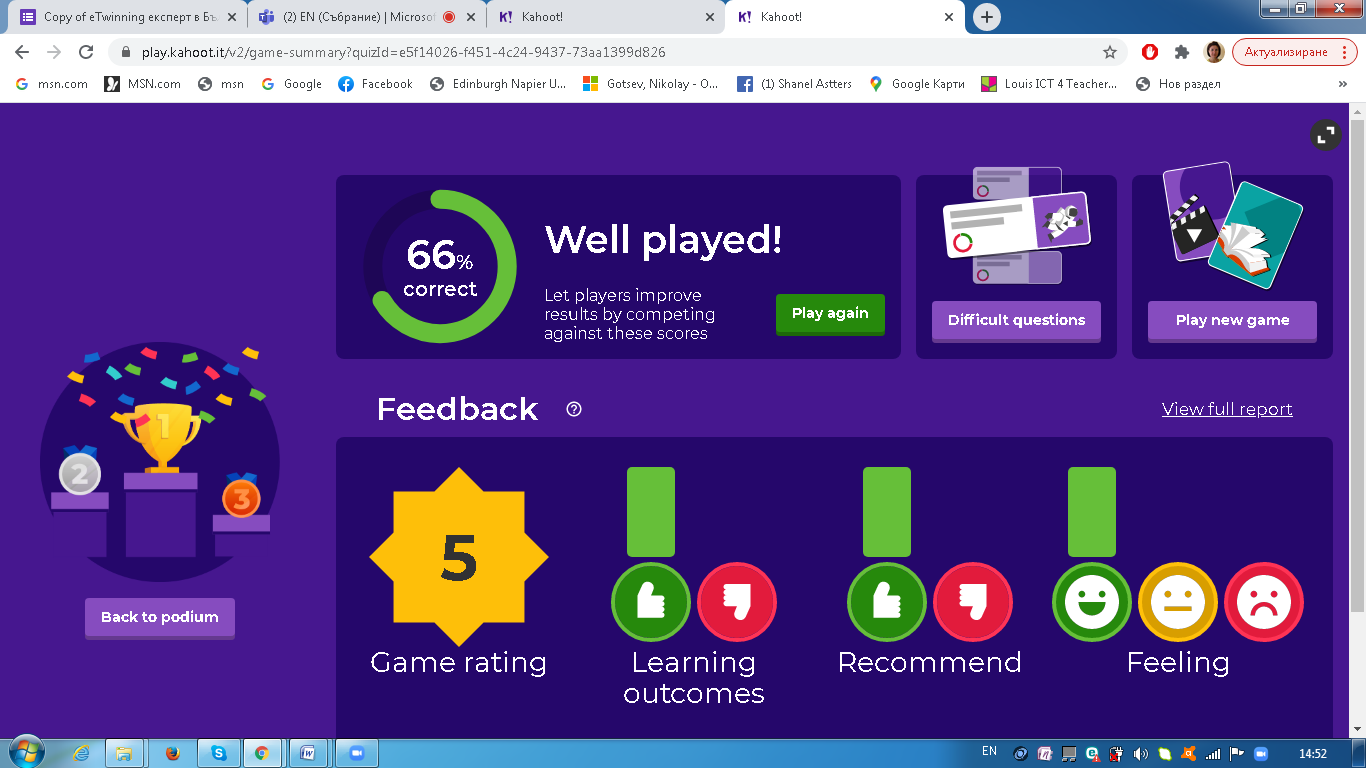 Copy of eTwinning експерт в Бъ
(2) EN (Събрание) | Microsof
K! Kahoot!
K! Kahoot!
play.kahoot.it/v2/game-summary?quizId=e5f14026-f451-4c24-9437-73aa1399d826
Актуализиране
msn.com
MSN.com
msn
Google
Facebook
Edinburgh Napier U...
Gotsev, Nikolay - O...
(1) Shanel Astters
Google Карти
Louis ICT 4 Teacher...
Нов раздел
»
66%
correct
Well played!
Let players improve
results by competing
against these scores
Play again
Difficult questions
Play new game
1
2
3
Back to podium
Feedback
View full report
5
Game rating
Learning
outcomes
Recommend
Feeling
EN
14:52